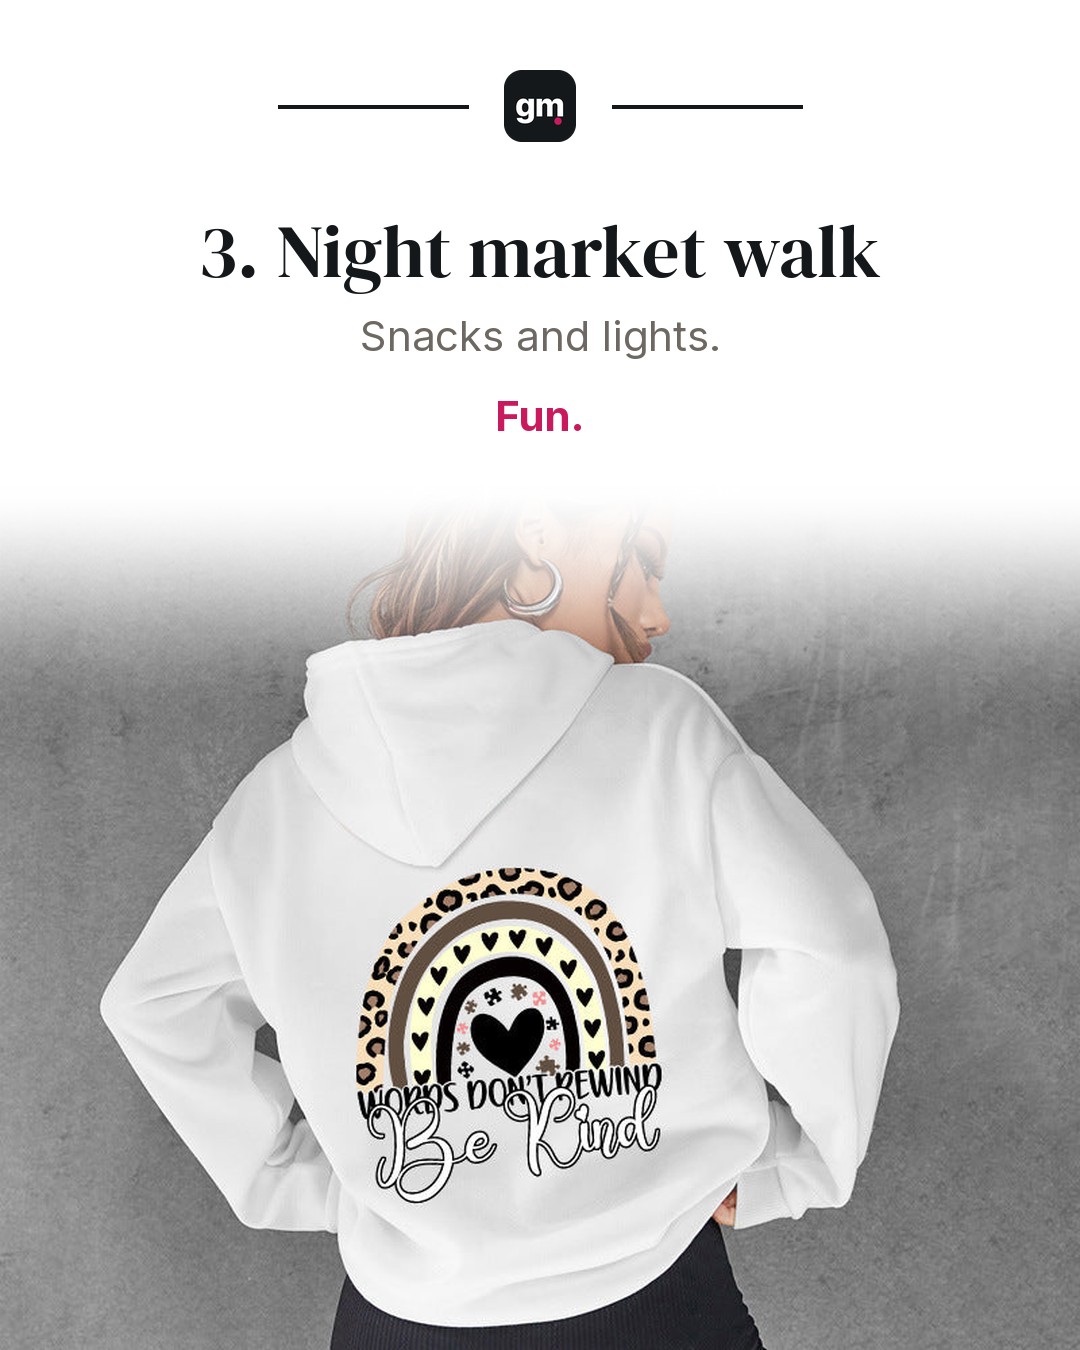 gm.
3. Night market walk
Snacks and lights.
Fun.
WORDS DON'T REWIND
Be Kind